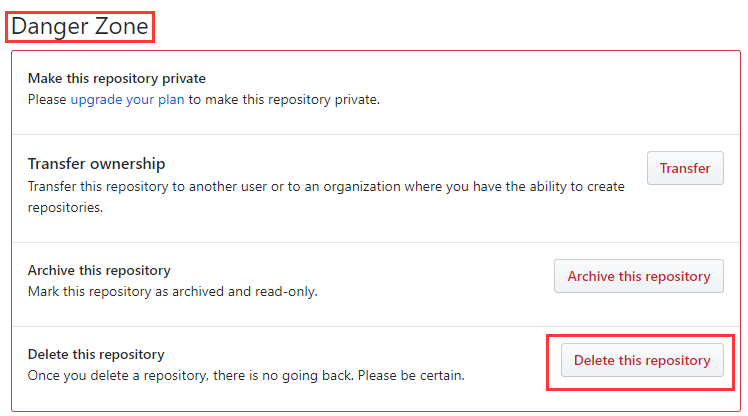 Danger Zone
Make this repository private
Please upgrade your plan to make this repository private.
Transfer ownership
Transfer this repository to another user or to an organization where you have the ability to create
repositories.
Transfer
Archive this repository
Mark this repository as archived and read-only.
Archive this repository
Delete this repository
Once you delete a repository, there is no going back. Please be certain.
Delete this repository